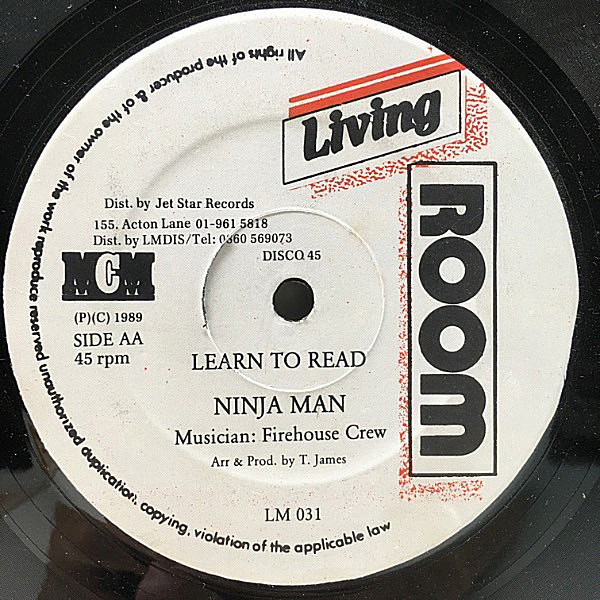 All rights of the producer & of the owner of the work reproduce reserved unauthorized duplication, copying, violation of the applicable law
Living
ROOM
Dist. by Jet Star Records
155. Acton Lane 01-961 5818
Dist. by LMDIS/Tel: 0360 569073
DISCO 45
MCM
(P)(C) 1989
SIDE AA
45 rpm
LEARN TO READ
NINJA MAN
Musician: Firehouse Crew
Arr & Prod. by T. James
LM 031